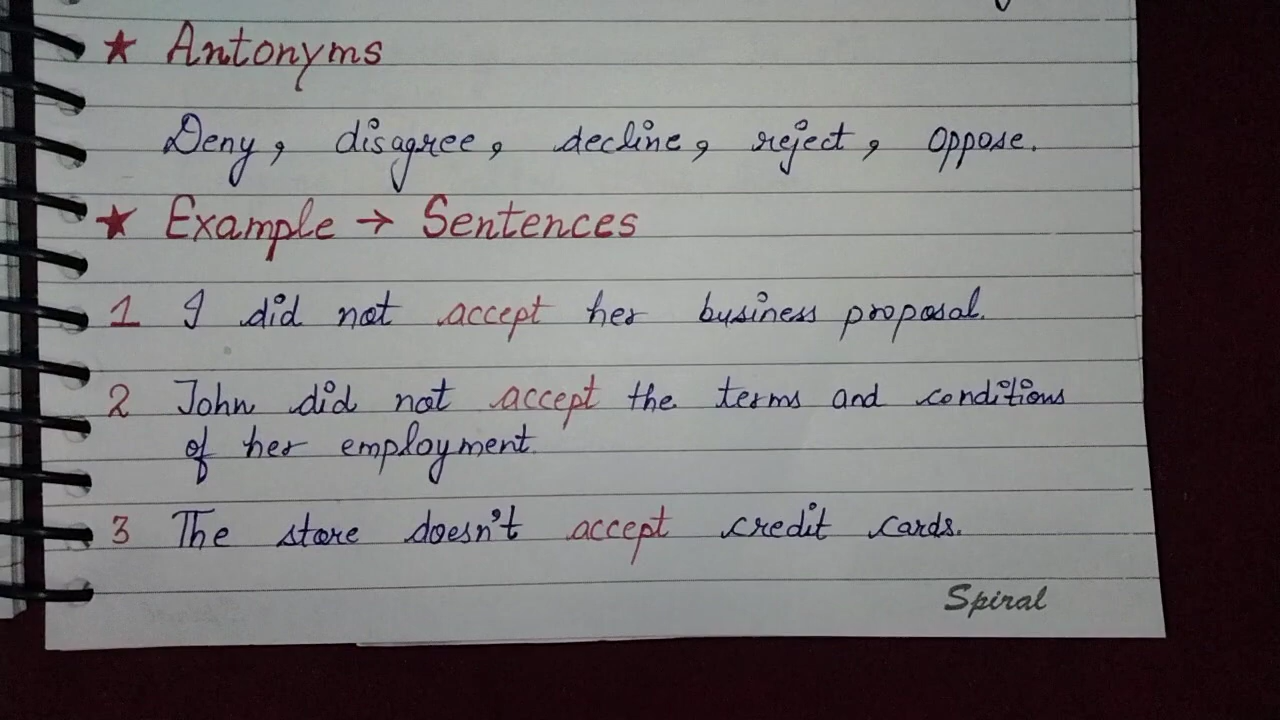 ★ Antonyms
Deny, disagree, decline, reject, oppose.
★ Example → Sentences
1 I did not accept her business proposal.
2 John did not accept the terms and conditions
of her employment.
3 The store doesn't accept credit cards.
Spiral